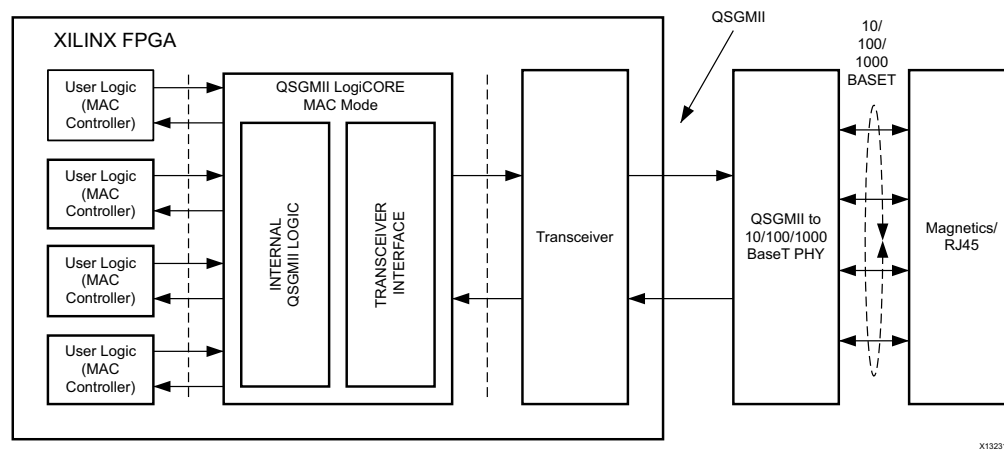 XILINX FPGA
User Logic
(MAC
Controller)
User Logic
(MAC
Controller)
User Logic
(MAC
Controller)
User Logic
(MAC
Controller)
QSGMII LogiCORE
MAC Mode
INTERNAL
QSGMII LOGIC
TRANSCEIVER
INTERFACE
Transceiver
QSGMII
QSGMII to
10/100/1000
BaseT PHY
10/
100/
1000
BASET
Magnetics/
RJ45
X13231